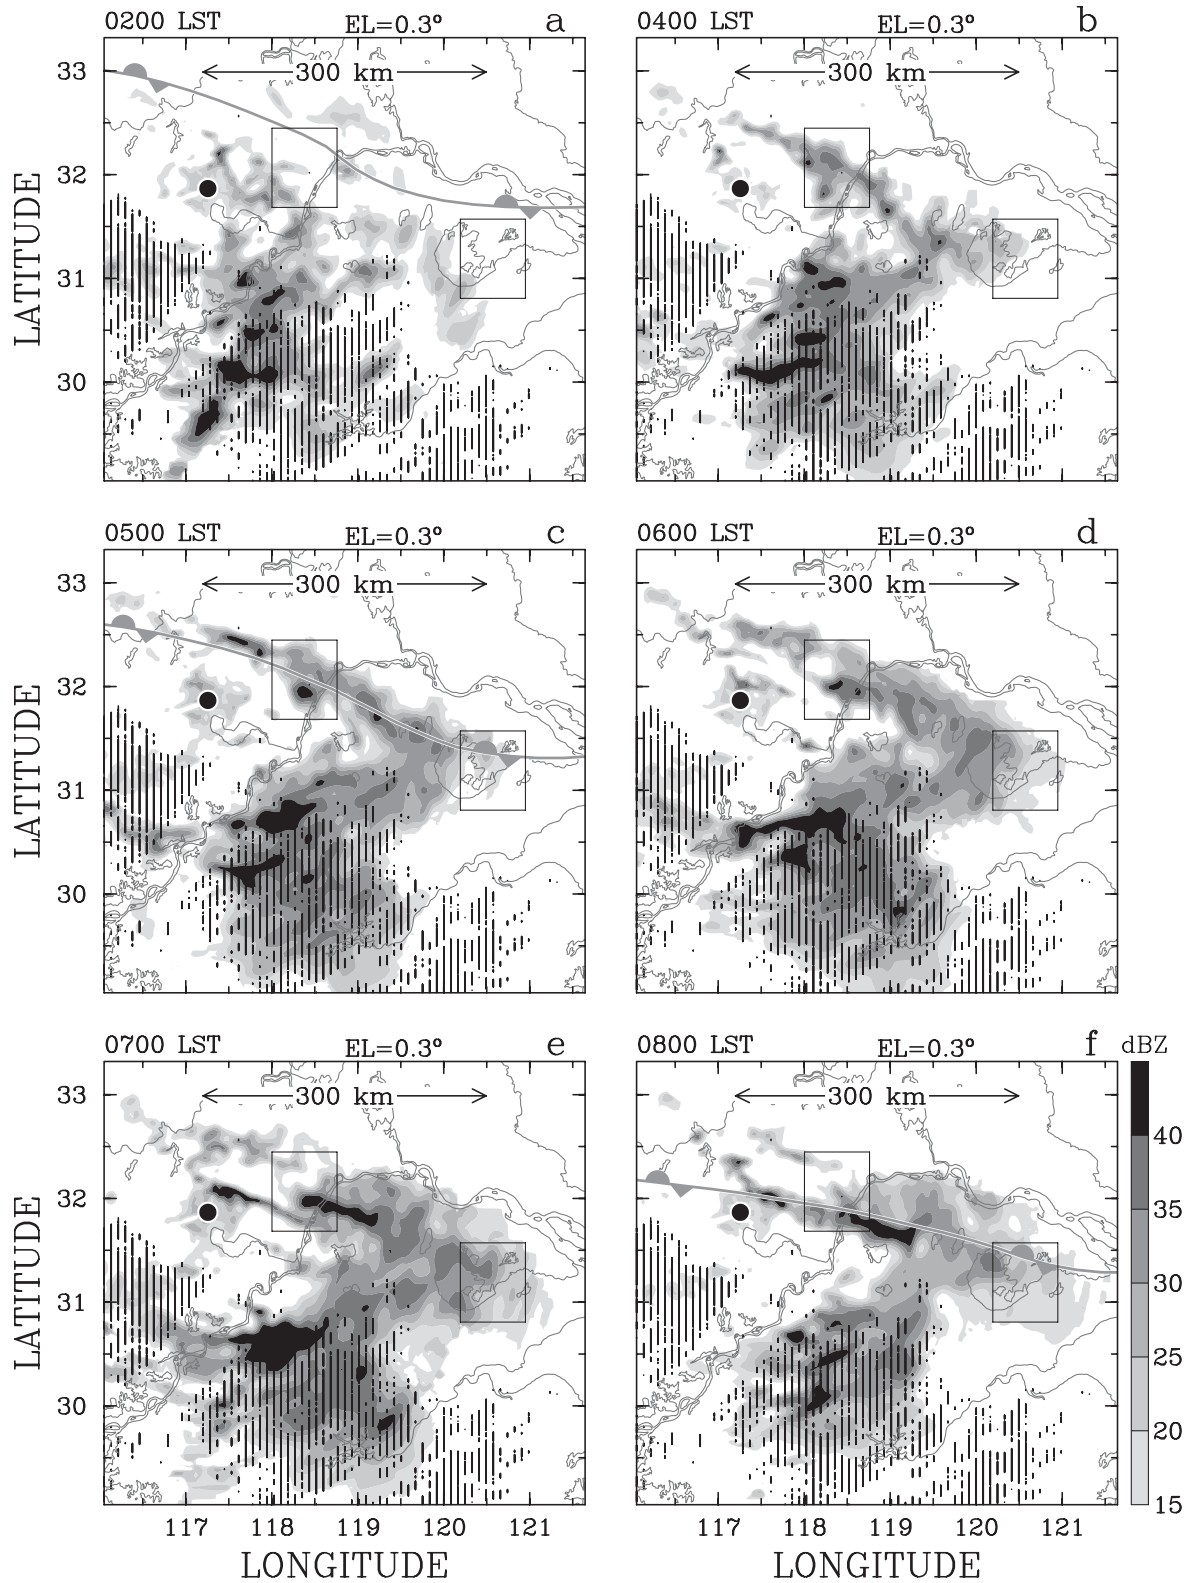 0200 LST EL=0.3° a
0400 LST EL=0.3° b
33 300 km 300 km
32
31
30
LATITUDE
0500 LST EL=0.3° c
0600 LST EL=0.3° d
33 300 km 300 km
32
31
30
LATITUDE
0700 LST EL=0.3° e
0800 LST EL=0.3° f dBZ
33 300 km 300 km
32
31
30
LATITUDE
40
35
30
25
20
15
117 118 119 120 121
117 118 119 120 121
LONGITUDE
LONGITUDE